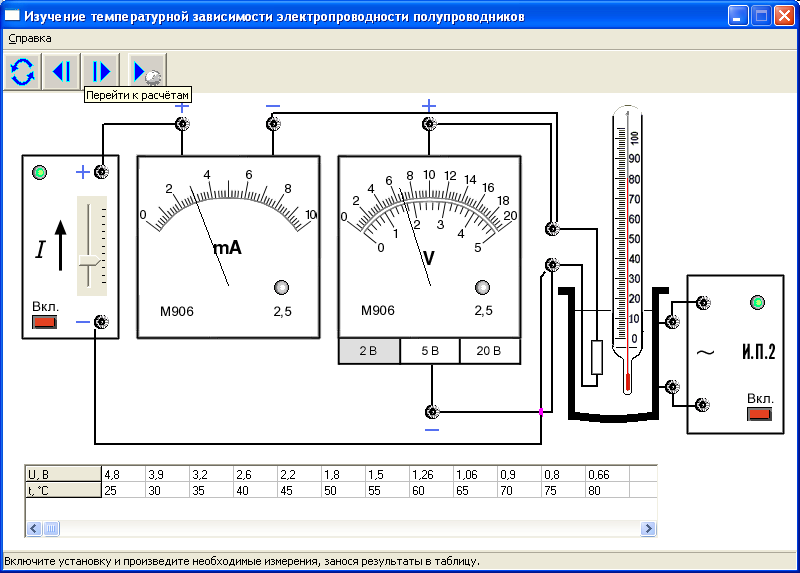 Изучение температурной зависимости электропроводности полупроводников
Справка
Перейти к расчётам
+ − +
+
I
Вкл.
−
0 2 4 6 8 10
mA
M906 2,5
0 2 4 6 8 10 12 14 16 18 20
0 1 2 3 4 5
V
M906 2,5
2 В 5 В 20 В
−
100
90
80
70
60
50
40
30
20
10
0
~ И.П.2
Вкл.
U, В 4,8 3,9 3,2 2,6 2,2 1,8 1,5 1,26 1,06 0,9 0,8 0,66
t, °C 25 30 35 40 45 50 55 60 65 70 75 80
Включите установку и произведите необходимые измерения, занося результаты в таблицу.